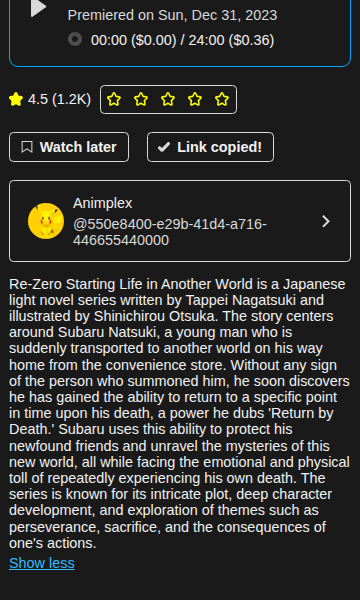 Premiered on Sun, Dec 31, 2023
00:00 ($0.00) / 24:00 ($0.36)
4.5 (1.2K)
Watch later
Link copied!
Animplex
@550e8400-e29b-41d4-a716-
446655440000
Re-Zero Starting Life in Another World is a Japanese
light novel series written by Tappei Nagatsuki and
illustrated by Shinichirou Otsuka. The story centers
around Subaru Natsuki, a young man who is
suddenly transported to another world on his way
home from the convenience store. Without any sign
of the person who summoned him, he soon discovers
he has gained the ability to return to a specific point
in time upon his death, a power he dubs 'Return by
Death.' Subaru uses this ability to protect his
newfound friends and unravel the mysteries of this
new world, all while facing the emotional and physical
toll of repeatedly experiencing his own death. The
series is known for its intricate plot, deep character
development, and exploration of themes such as
perseverance, sacrifice, and the consequences of
one's actions.
Show less